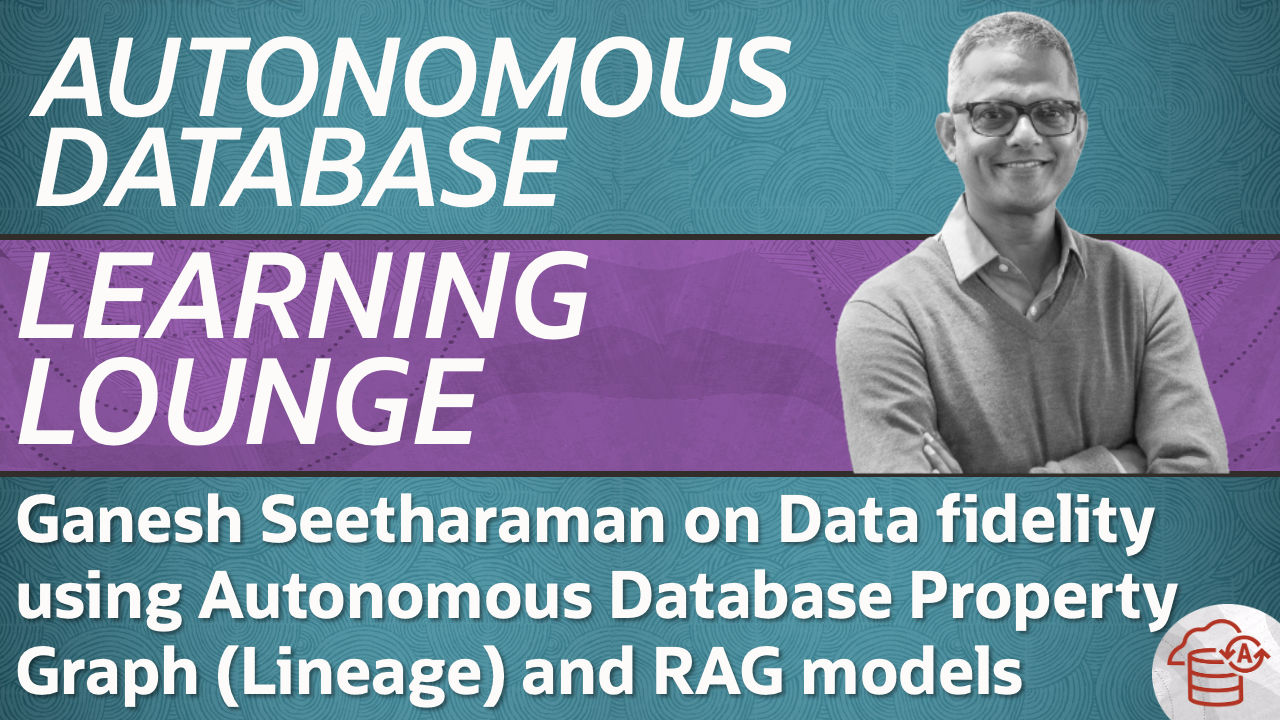 AUTONOMOUS
DATABASE
LEARNING
LOUNGE
Ganesh Seetharaman on Data fidelity
using Autonomous Database Property
Graph (Lineage) and RAG models
A